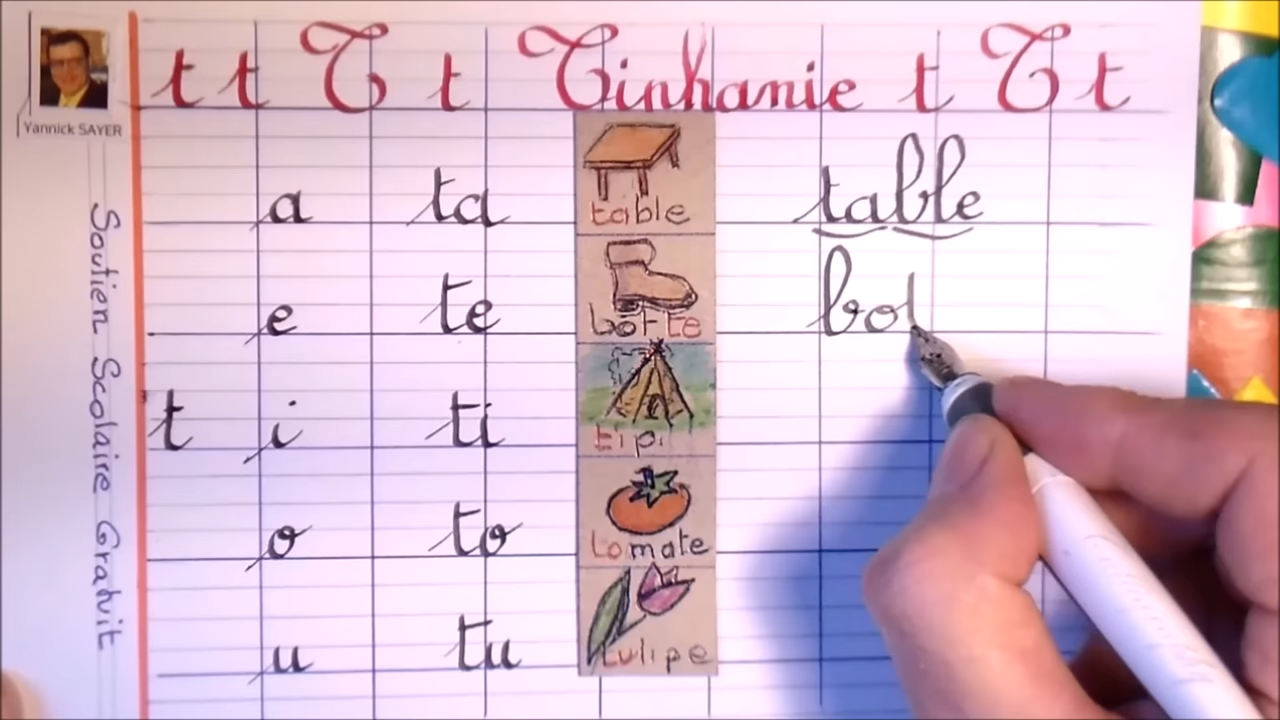 t t T t Tinhanie t T t
Yannick SAYER
Soutien Scolaire Gratuit
a ta table table
e te botte bot
t i ti tipi
o to tomate
u tu tulipe